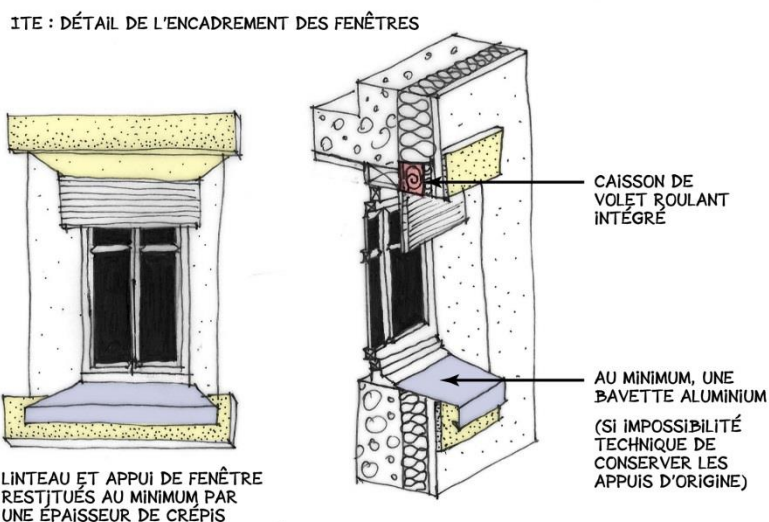 ITE : DÉTAIL DE L'ENCADREMENT DES FENÊTRES
CAISSON DE
VOLET ROULANT
INTÉGRÉ
AU MINIMUM, UNE
BAVETTE ALUMINIUM
(SI IMPOSSIBILITÉ
TECHNIQUE DE
CONSERVER LES
APPUIS D'ORIGINE)
LINTEAU ET APPUI DE FENÊTRE
RESTITUÉS AU MINIMUM PAR
UNE ÉPAISSEUR DE CRÉPIS